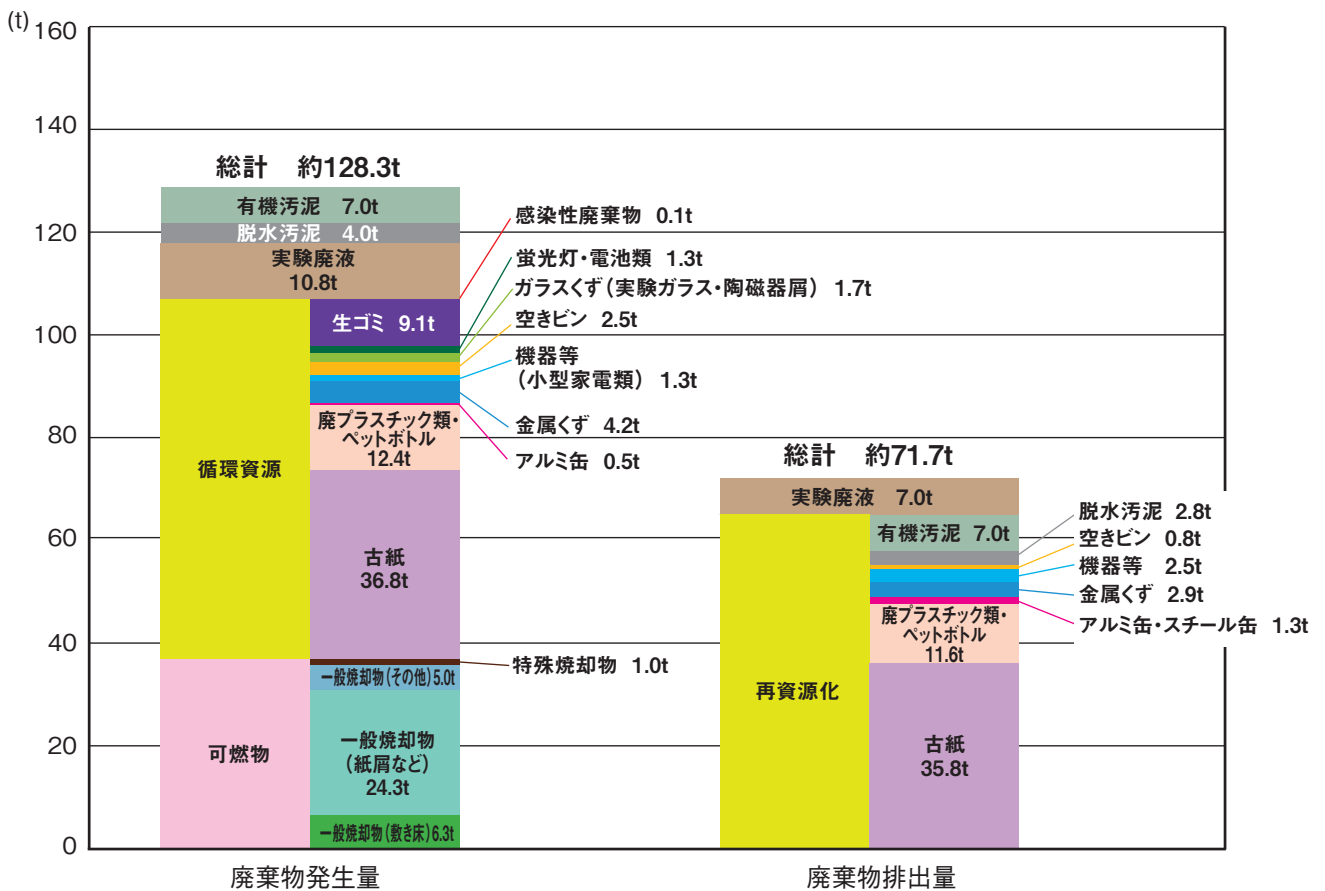 (t)
160
140
120
100
80
60
40
20
0
総計 約128.3t
有機汚泥 7.0t
脱水汚泥 4.0t
実験廃液
10.8t
循環資源
生ゴミ 9.1t
廃プラスチック類・
ペットボトル
12.4t
古紙
36.8t
可燃物
一般焼却物(その他)5.0t
一般焼却物
(紙屑など)
24.3t
一般焼却物(敷き床)6.3t
感染性廃棄物 0.1t
蛍光灯・電池類 1.3t
ガラスくず(実験ガラス・陶磁器屑) 1.7t
空きビン 2.5t
機器等
(小型家電類) 1.3t
金属くず 4.2t
アルミ缶 0.5t
特殊焼却物 1.0t
廃棄物発生量
総計 約71.7t
実験廃液 7.0t
再資源化
有機汚泥 7.0t
廃プラスチック類・
ペットボトル
11.6t
古紙
35.8t
脱水汚泥 2.8t
空きビン 0.8t
機器等 2.5t
金属くず 2.9t
アルミ缶・スチール缶 1.3t
廃棄物排出量